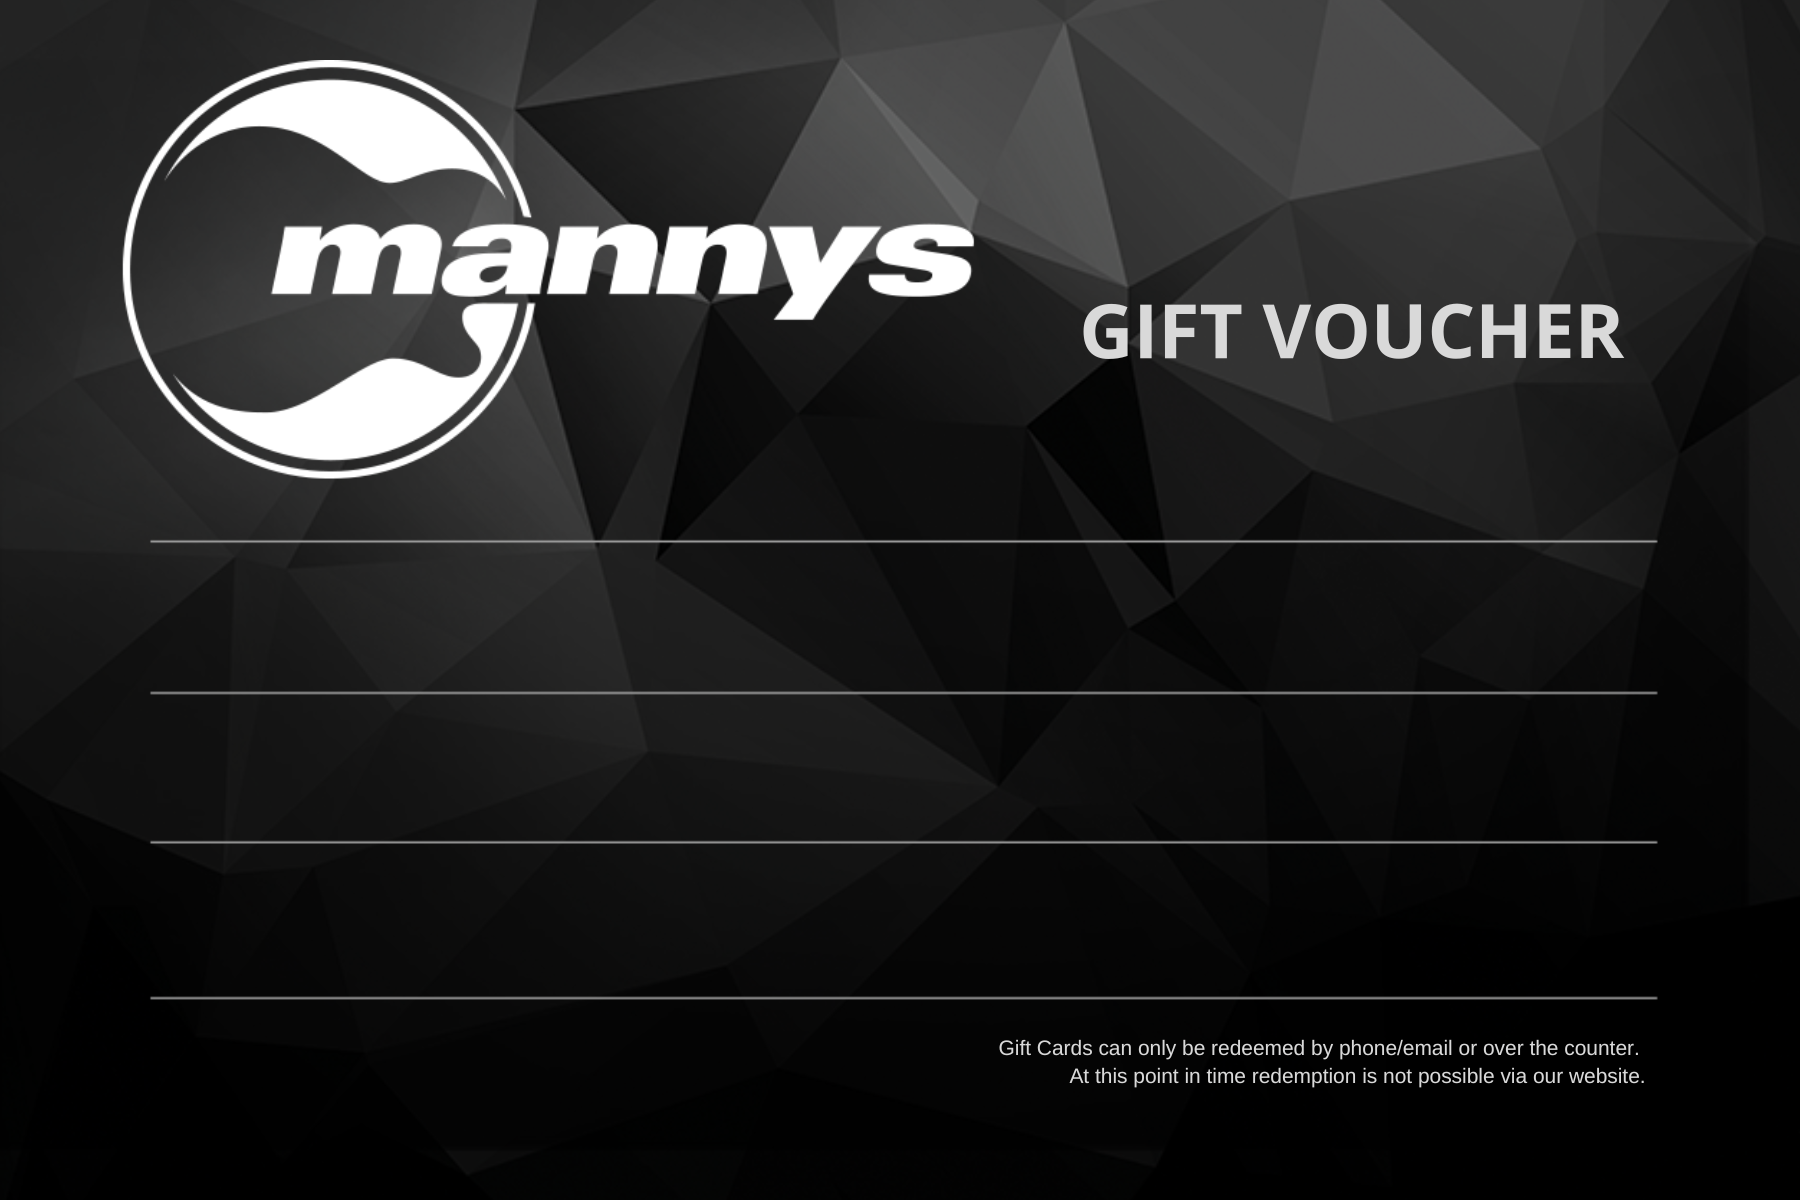 mannys
GIFT VOUCHER
Gift Cards can only be redeemed by phone/email or over the counter.
At this point in time redemption is not possible via our website.